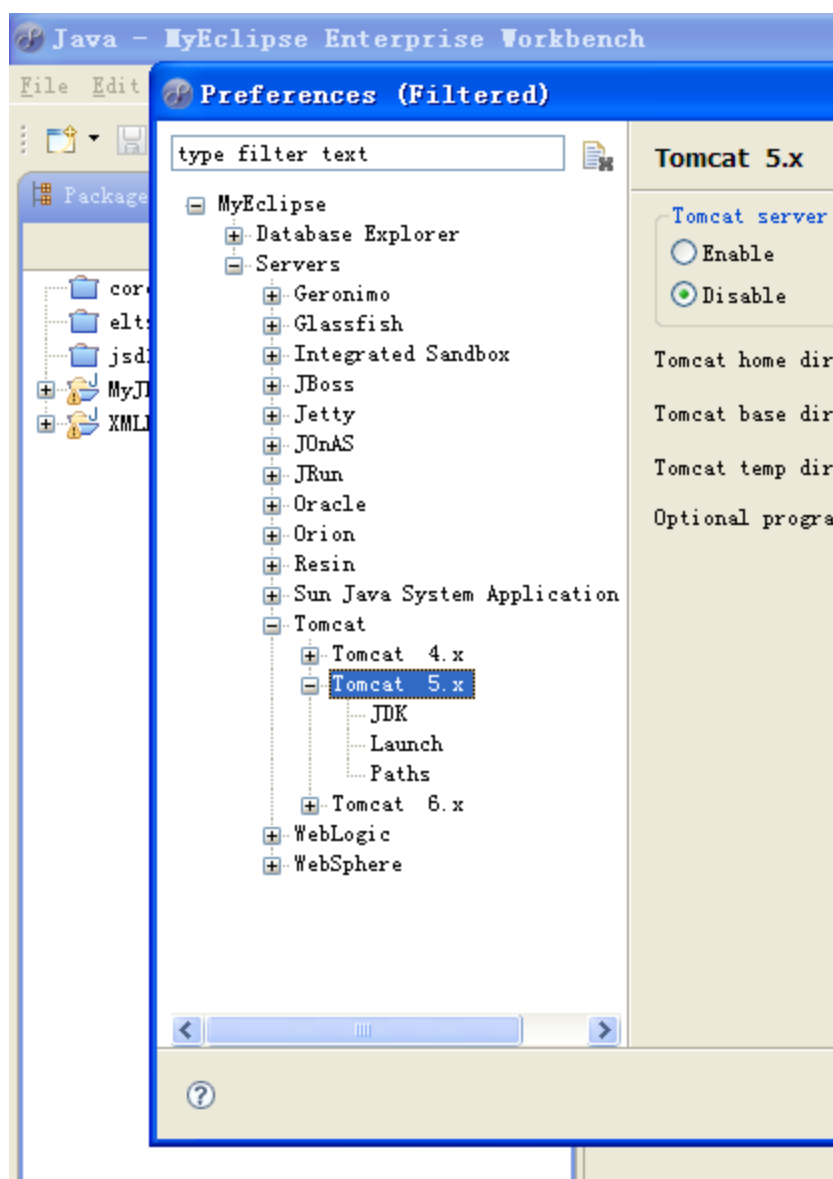 Java - MyEclipse Enterprise Workbench
File Edit
Preferences (Filtered)
type filter text
Tomcat 5.x
Package
MyEclipse
Database Explorer
Servers
Geronimo
Glassfish
Integrated Sandbox
JBoss
Jetty
JOnAS
JRun
Oracle
Orion
Resin
Sun Java System Application
Tomcat
Tomcat 4.x
Tomcat 5.x
JDK
Launch
Paths
Tomcat 6.x
WebLogic
WebSphere
Tomcat server
Enable
Disable
Tomcat home dir
Tomcat base dir
Tomcat temp dir
Optional progra